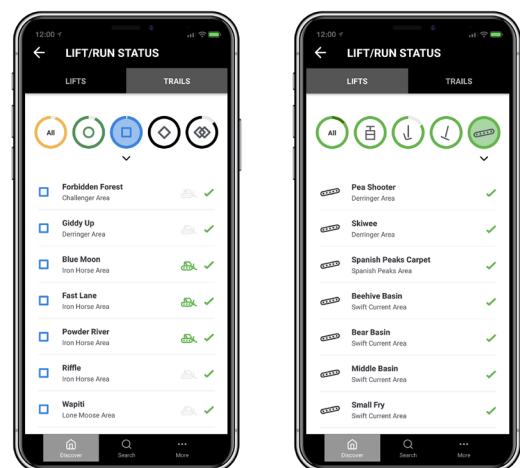 12:00
LIFT/RUN STATUS
LIFTS
TRAILS
All
Forbidden Forest
Challenger Area
Giddy Up
Derringer Area
Blue Moon
Iron Horse Area
Fast Lane
Iron Horse Area
Powder River
Iron Horse Area
Riffle
Iron Horse Area
Wapiti
Lone Moose Area
Discover
Search
More
12:00
LIFT/RUN STATUS
LIFTS
TRAILS
All
Pea Shooter
Derringer Area
Skiwee
Derringer Area
Spanish Peaks Carpet
Spanish Peaks Area
Beehive Basin
Swift Current Area
Bear Basin
Swift Current Area
Middle Basin
Swift Current Area
Small Fry
Swift Current Area
Discover
Search
More